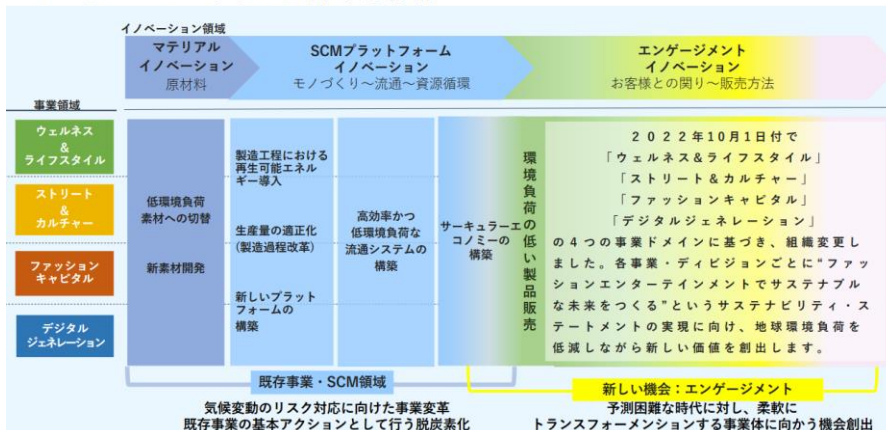 イノベーション領域
マテリアル
イノベーション
原材料
SCMプラットフォーム
イノベーション
モノづくり～流通～資源循環
エンゲージメント
イノベーション
お客様との関り～販売方法
事業領域
ウェルネス
&
ライフスタイル
ストリート
&
カルチャー
ファッション
キャピタル
デジタル
ジェネレーション
低環境負荷
素材への切替
新素材開発
製造工程における
再生可能エネル
ギー導入
生産量の適正化
(製造過程改革)
新しいプラット
フォームの
構築
高効率かつ
低環境負荷な
流通システムの
構築
サーキュラーエ
コノミーの
構築
環境負荷の低い製品販売
2022年10月1日付で
「ウェルネス&ライフスタイル」
「ストリート&カルチャー」
「ファッションキャピタル」
「デジタルジェネレーション」
の4つの事業ドメインに基づき、組織変更し
ました。各事業・ディビジョンごとに“ファッ
ションエンターテインメントでサステナブル
な未来をつくる”というサステナビリティ・ス
テートメントの実現に向け、地球環境負荷を
低減しながら新しい価値を創出します。
既存事業・SCM領域
気候変動のリスク対応に向けた事業変革
既存事業の基本アクションとして行う脱炭素化
新しい機会：エンゲージメント
予測困難な時代に対し、柔軟に
トランスフォーメンションする事業体に向かう機会創出